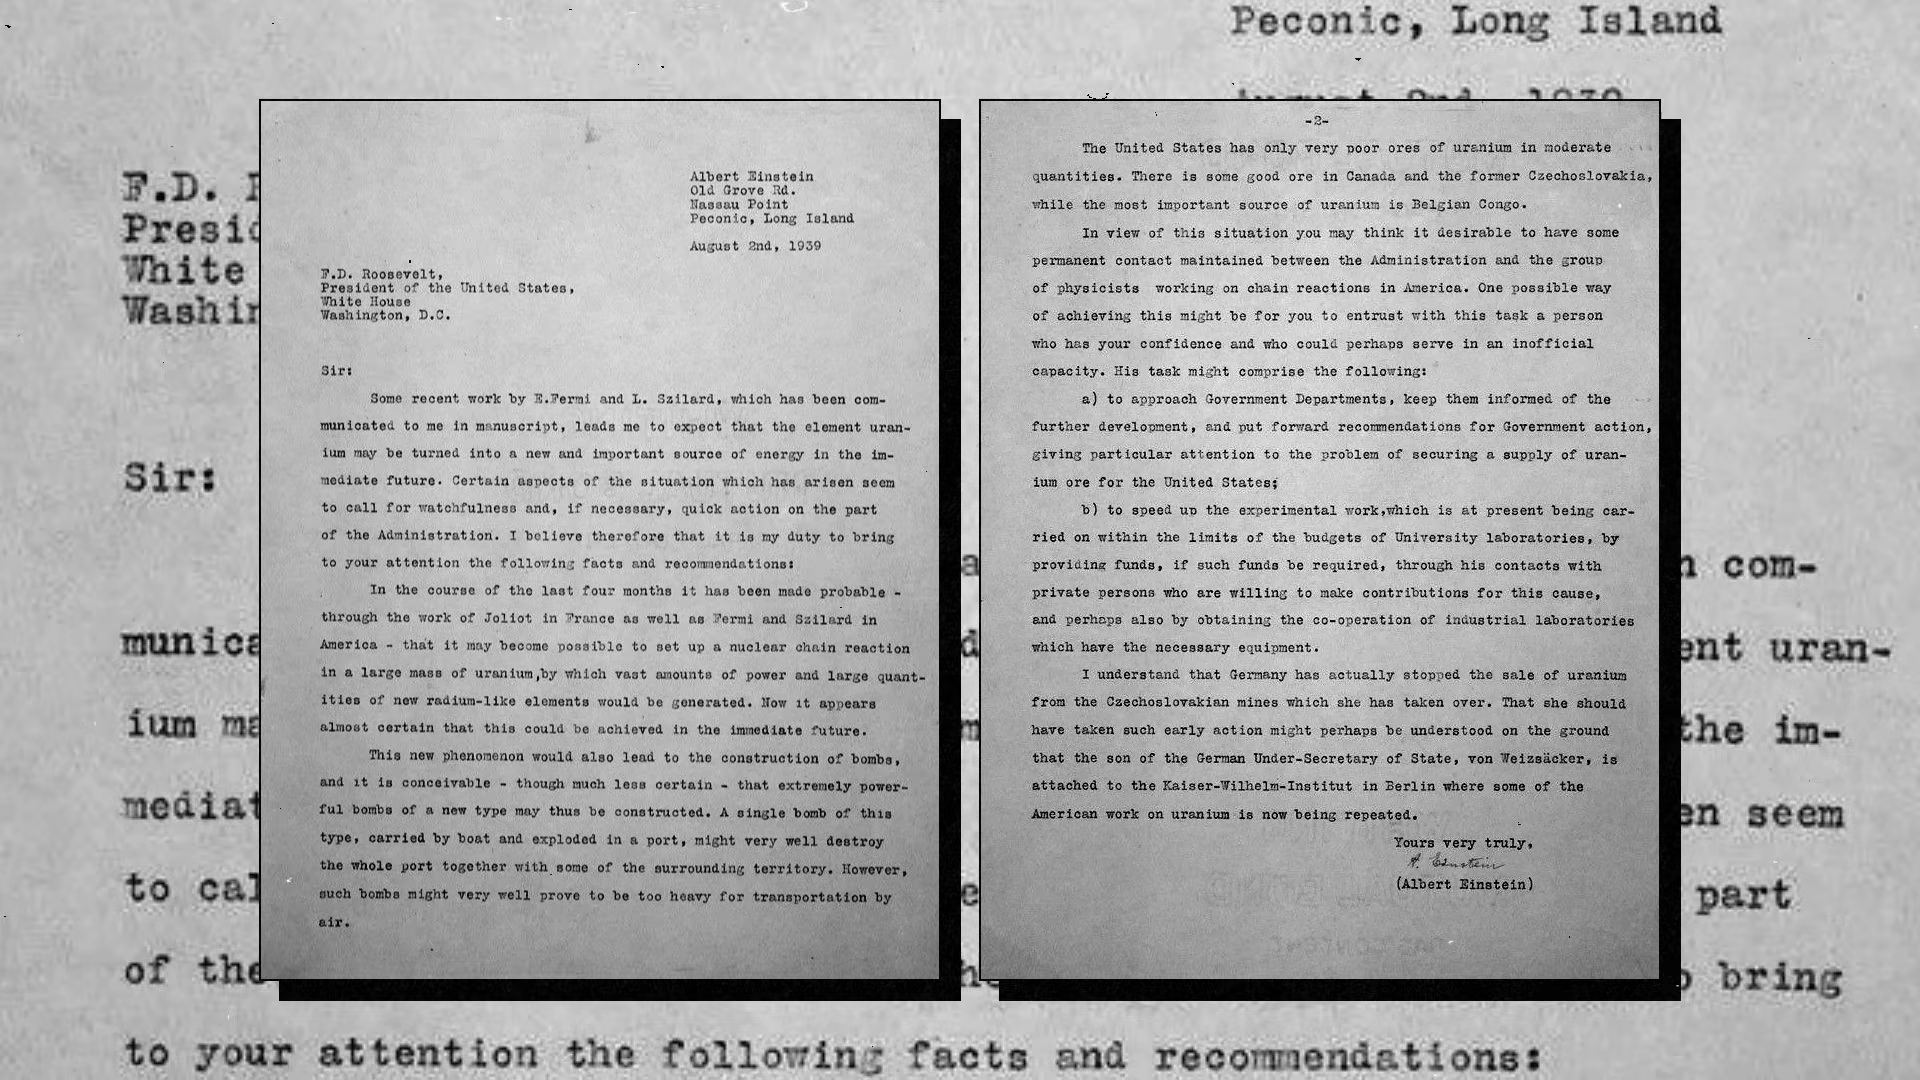 Peconic, Long Island
August 2nd, 1939
F.D.
White
Sir:
com-
uran-
ium
the im-
seem
to
part
of
bring
to your attention the following facts and recommendations:
Albert Einstein
Old Grove Rd.
Nassau Point
Peconic, Long Island
August 2nd, 1939
F.D. Roosevelt,
President of the United States,
White House
Washington, D.C.
Sir:
Some recent work by E.Fermi and L. Szilard, which has been com-
municated to me in manuscript, leads me to expect that the element uran-
ium may be turned into a new and important source of energy in the im-
mediate future. Certain aspects of the situation which has arisen seem
to call for watchfulness and, if necessary, quick action on the part
of the Administration. I believe therefore that it is my duty to bring
to your attention the following facts and recommendations:
In the course of the last four months it has been made probable -
through the work of Joliot in France as well as Fermi and Szilard in
America - that it may become possible to set up a nuclear chain reaction
in a large mass of uranium,by which vast amounts of power and large quant-
ities of new radium-like elements would be generated. Now it appears
almost certain that this could be achieved in the immediate future.
This new phenomenon would also lead to the construction of bombs,
and it is conceivable - though much less certain - that extremely power-
ful bombs of a new type may thus be constructed. A single bomb of this
type, carried by boat and exploded in a port, might very well destroy
the whole port together with some of the surrounding territory. However,
such bombs might very well prove to be too heavy for transportation by
air.
-2-
The United States has only very poor ores of uranium in moderate
quantities. There is some good ore in Canada and the former Czechoslovakia,
while the most important source of uranium is Belgian Congo.
In view of this situation you may think it desirable to have some
permanent contact maintained between the Administration and the group
of physicists working on chain reactions in America. One possible way
of achieving this might be for you to entrust with this task a person
who has your confidence and who could perhaps serve in an inofficial
capacity. His task might comprise the following:
a) to approach Government Departments, keep them informed of the
further development, and put forward recommendations for Government action,
giving particular attention to the problem of securing a supply of uran-
ium ore for the United States;
b) to speed up the experimental work,which is at present being car-
ried on within the limits of the budgets of University laboratories, by
providing funds, if such funds be required, through his contacts with
private persons who are willing to make contributions for this cause,
and perhaps also by obtaining the co-operation of industrial laboratories
which have the necessary equipment.
I understand that Germany has actually stopped the sale of uranium
from the Czechoslovakian mines which she has taken over. That she should
have taken such early action might perhaps be understood on the ground
that the son of the German Under-Secretary of State, von Weizsäcker, is
attached to the Kaiser-Wilhelm-Institut in Berlin where some of the
American work on uranium is now being repeated.
Yours very truly,
A. Einstein
(Albert Einstein)